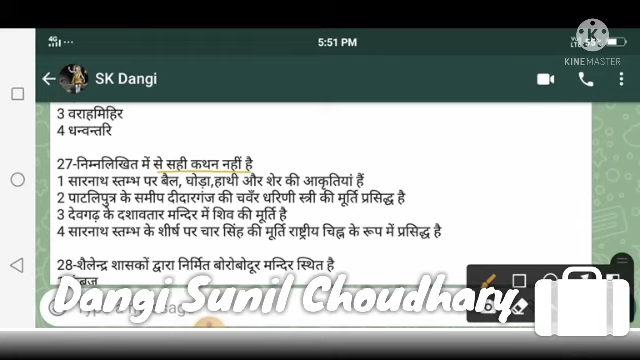 4G
5:51 PM
55%
KINEMASTER
SK Dangi
3 वराहमिहिर
4 धन्वन्तरि
27-निम्नलिखित में से सही कथन नहीं है
1 सारनाथ स्तम्भ पर बैल, घोड़ा,हाथी और शेर की आकृतियां हैं
2 पाटलिपुत्र के समीप दीदारगंज की चवँर धरिणी स्त्री की मूर्ति प्रसिद्ध है
3 देवगढ़ के दशावतार मन्दिर में शिव की मूर्ति है
4 सारनाथ स्तम्भ के शीर्ष पर चार सिंह की मूर्ति राष्ट्रीय चिह्न के रूप में प्रसिद्ध है
28-शैलेन्द्र शासकों द्वारा निर्मित बोरोबोदूर मन्दिर स्थित है
Dangi Sunil Choudhary